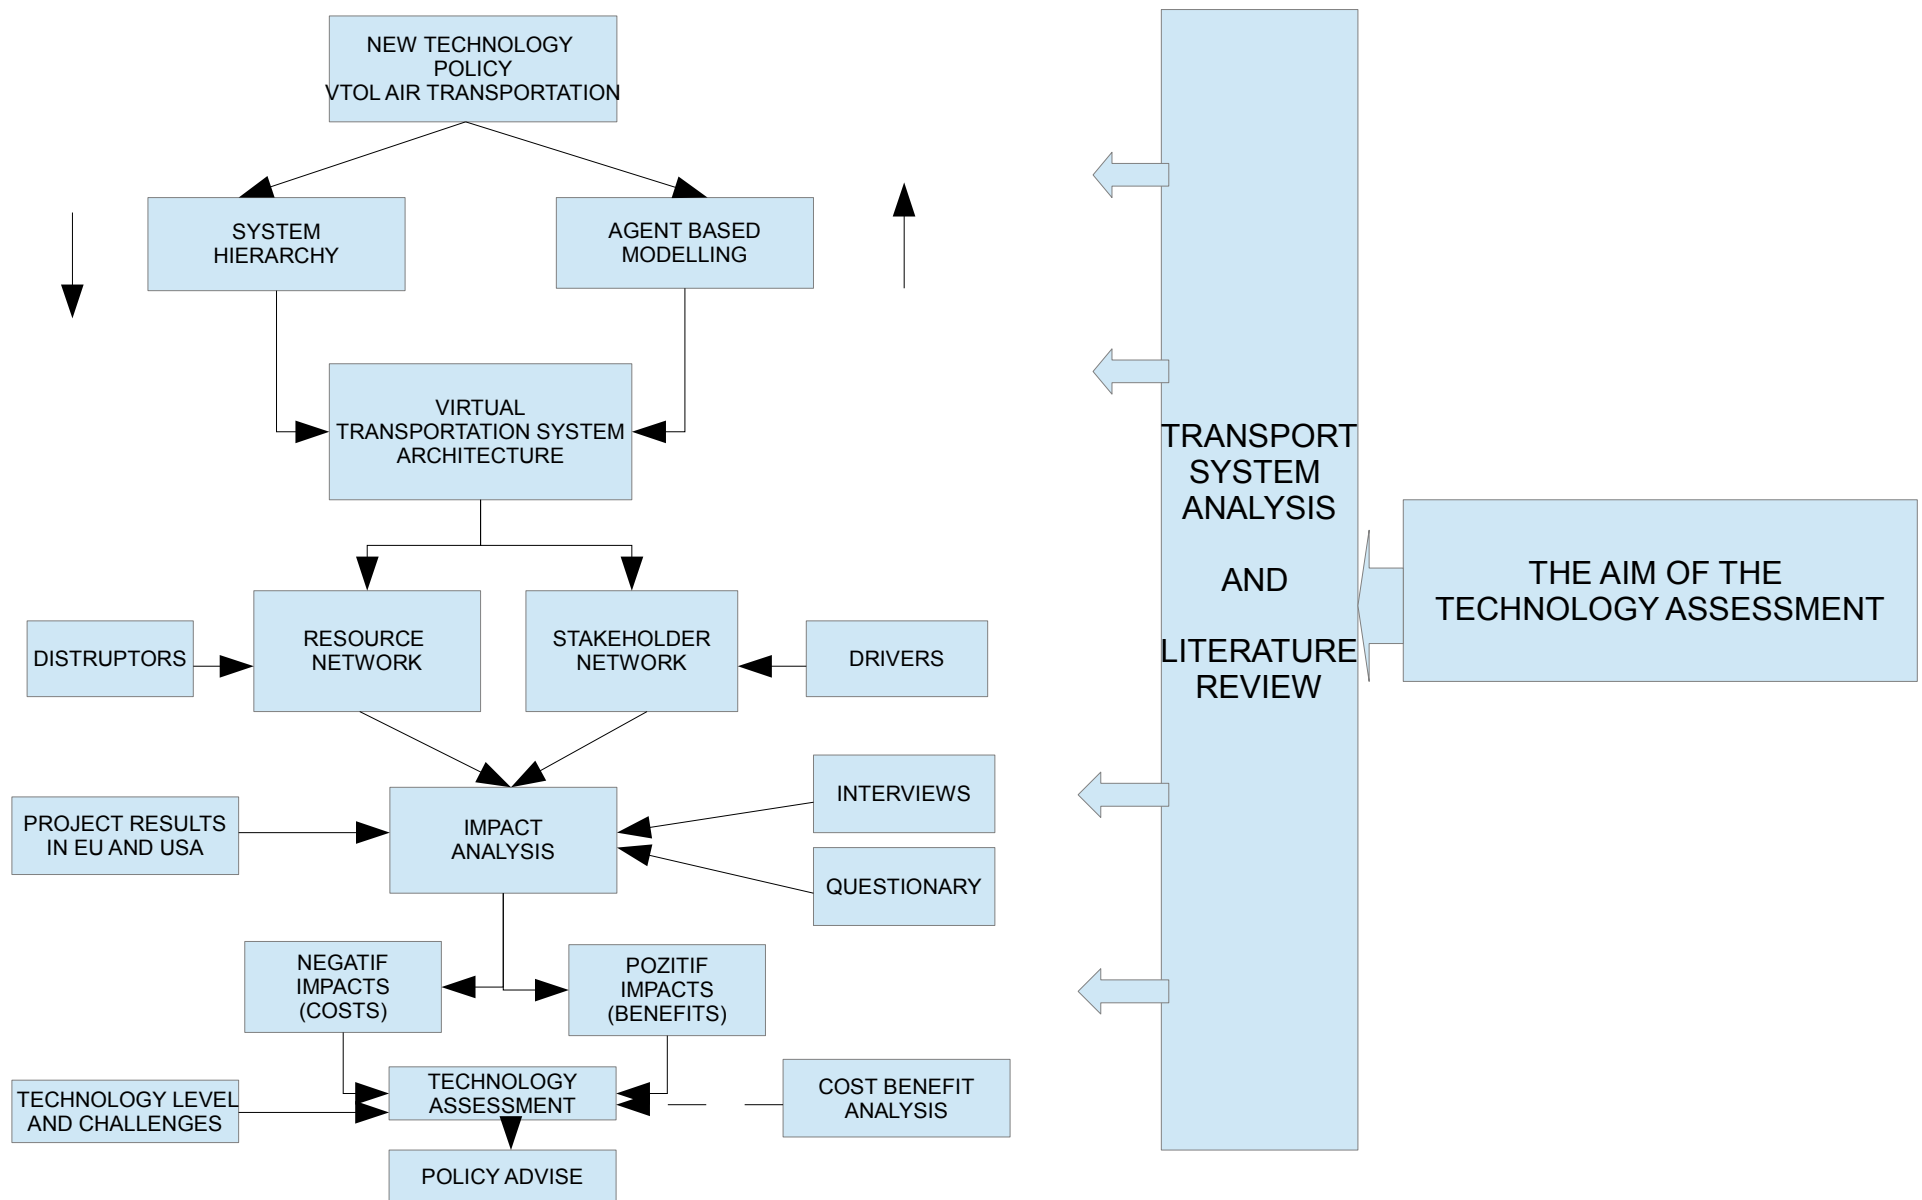 NEW TECHNOLOGY
POLICY
VTOL AIR TRANSPORTATION
SYSTEM
HIERARCHY
AGENT BASED
MODELLING
VIRTUAL
TRANSPORTATION SYSTEM
ARCHITECTURE
DISTRUPTORS
RESOURCE
NETWORK
STAKEHOLDER
NETWORK
DRIVERS
PROJECT RESULTS
IN EU AND USA
IMPACT
ANALYSIS
INTERVIEWS
QUESTIONARY
NEGATIF
IMPACTS
(COSTS)
POZITIF
IMPACTS
(BENEFITS)
TECHNOLOGY LEVEL
AND CHALLENGES
TECHNOLOGY
ASSESSMENT
COST BENEFIT
ANALYSIS
POLICY ADVISE
TRANSPORT
SYSTEM
ANALYSIS
AND
LITERATURE
REVIEW
THE AIM OF THE
TECHNOLOGY ASSESSMENT